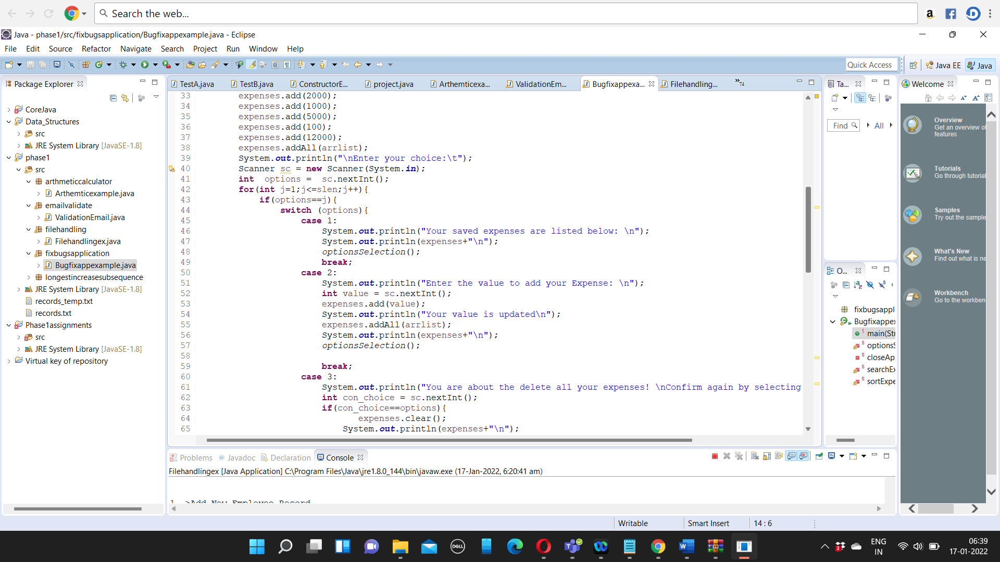 Search the web...
Java - phase1/src/fixbugsapplication/Bugfixappexample.java - Eclipse
File Edit Source Refactor Navigate Search Project Run Window Help
Quick Access
Java EE
Java
Package Explorer
CoreJava
Data_Structures
src
JRE System Library [JavaSE-1.8]
phase1
src
arthmeticcalculator
Arthemticexample.java
emailvalidate
ValidationEmail.java
filehandling
Filehandlingex.java
fixbugsapplication
Bugfixappexample.java
longestincreasesubsequence
JRE System Library [JavaSE-1.8]
records_temp.txt
records.txt
Phase1assignments
src
JRE System Library [JavaSE-1.8]
Virtual key of repository
TestA.java TestB.java ConstructorE... project.java Arthemticexa... ValidationEm... Bugfixappexa... Filehandling... »74
33 expenses.add(2000);
34 expenses.add(1000);
35 expenses.add(5000);
36 expenses.add(100);
37 expenses.add(12000);
38 expenses.addAll(arrlist);
39 System.out.println("\nEnter your choice:\t");
40 Scanner sc = new Scanner(System.in);
41 int  options =  sc.nextInt();
42 for(int j=1;j<=slen;j++){
43 if(options==j){
44 switch (options){
45 case 1:
46 System.out.println("Your saved expenses are listed below: \n");
47 System.out.println(expenses+"\n");
48 optionsSelection();
49 break;
50 case 2:
51 System.out.println("Enter the value to add your Expense: \n");
52 int value = sc.nextInt();
53 expenses.add(value);
54 System.out.println("Your value is updated\n");
55 expenses.addAll(arrlist);
56 System.out.println(expenses+"\n");
57 optionsSelection();
58
59 break;
60 case 3:
61 System.out.println("You are about the delete all your expenses! \nConfirm again by selecting
62 int con_choice = sc.nextInt();
63 if(con_choice==options){
64 expenses.clear();
65 System.out.println(expenses+"\n");
Ta...
Find All
O...
fixbugsappl
Bugfixappex
main(Str
optionsS
closeAp
searchEx
sortExpe
Welcome
Overview
Get an overview of
features
Tutorials
Go through tutorial
Samples
Try out the sample
What's New
Find out what is ne
Workbench
Go to the workben
Problems @ Javadoc Declaration Console
Filehandlingex [Java Application] C:\Program Files\Java\jre1.8.0_144\bin\javaw.exe (17-Jan-2022, 6:20:41 am)
1. >Add New Employee Record
Writable Smart Insert 14 : 6
DELL
ENG
IN
06:39
17-01-2022